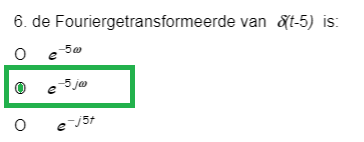 6. de Fouriergetransformeerde van δ(t-5) is:
O e^{-5ω}
O e^{-5jω}
O e^{-j5t}